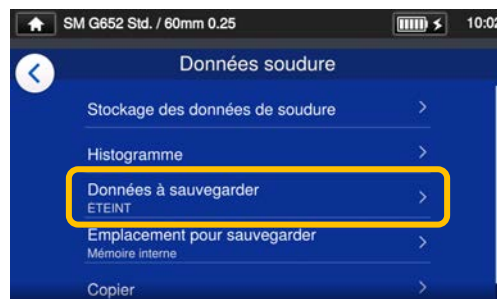 SM G652 Std. / 60mm 0.25
10:02
Données soudure
Stockage des données de soudure
Histogramme
Données à sauvegarder
ETEINT
Emplacement pour sauvegarder
Mémoire interne
Copier